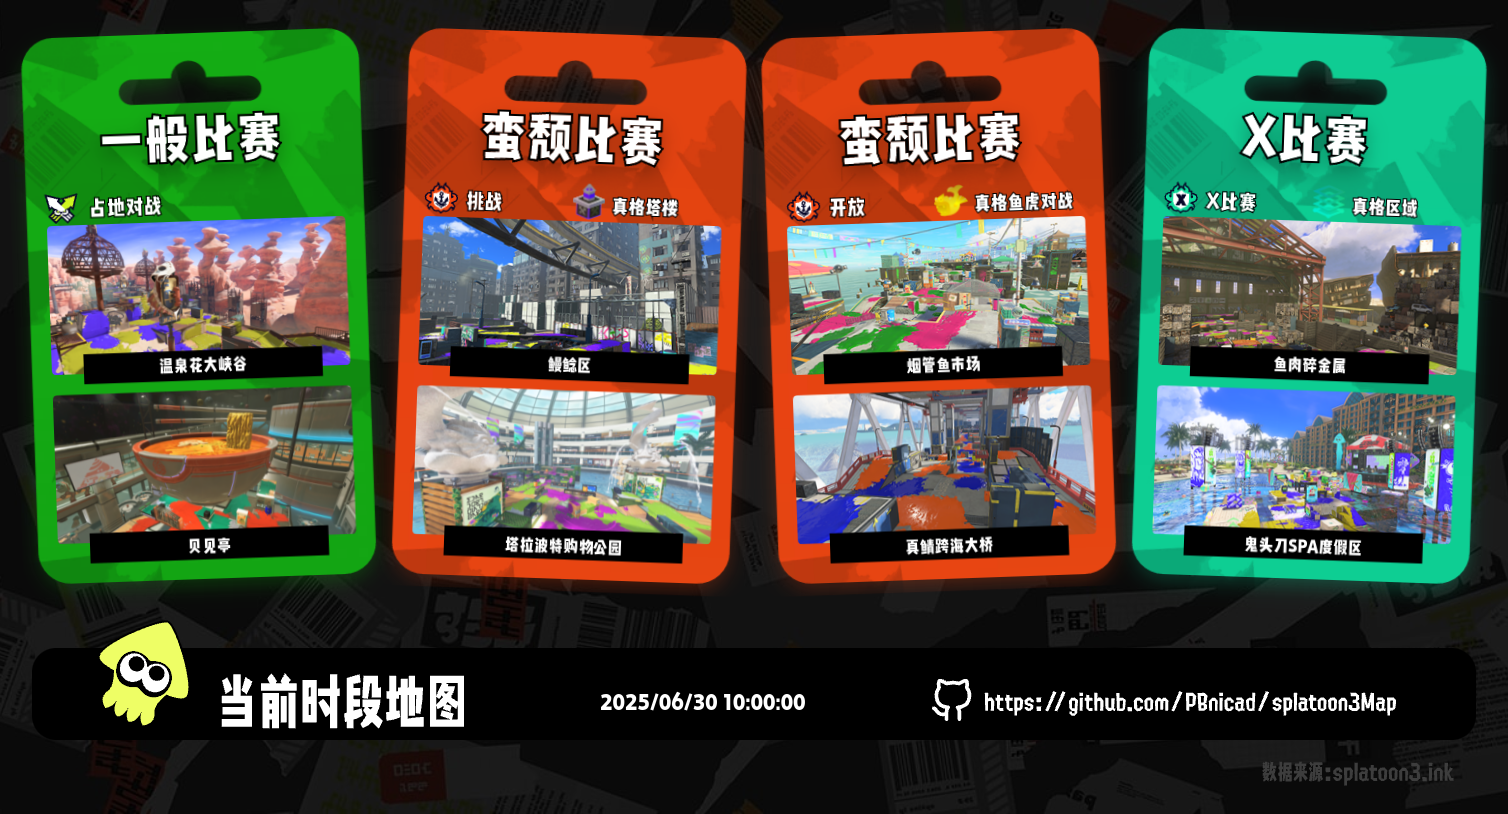 一般比赛
占地对战
温泉花大峡谷
贝见亭
蛮颓比赛
挑战
真格塔楼
鳗鲶区
塔拉波特购物公园
蛮颓比赛
开放
真格鱼虎对战
烟管鱼市场
真鲭跨海大桥
X比赛
X比赛
真格区域
鱼肉碎金属
鬼头刀SPA度假区
当前时段地图
2025/06/30 10:00:00
https://github.com/PBnicad/splatoon3Map
数据来源:splatoon3.ink